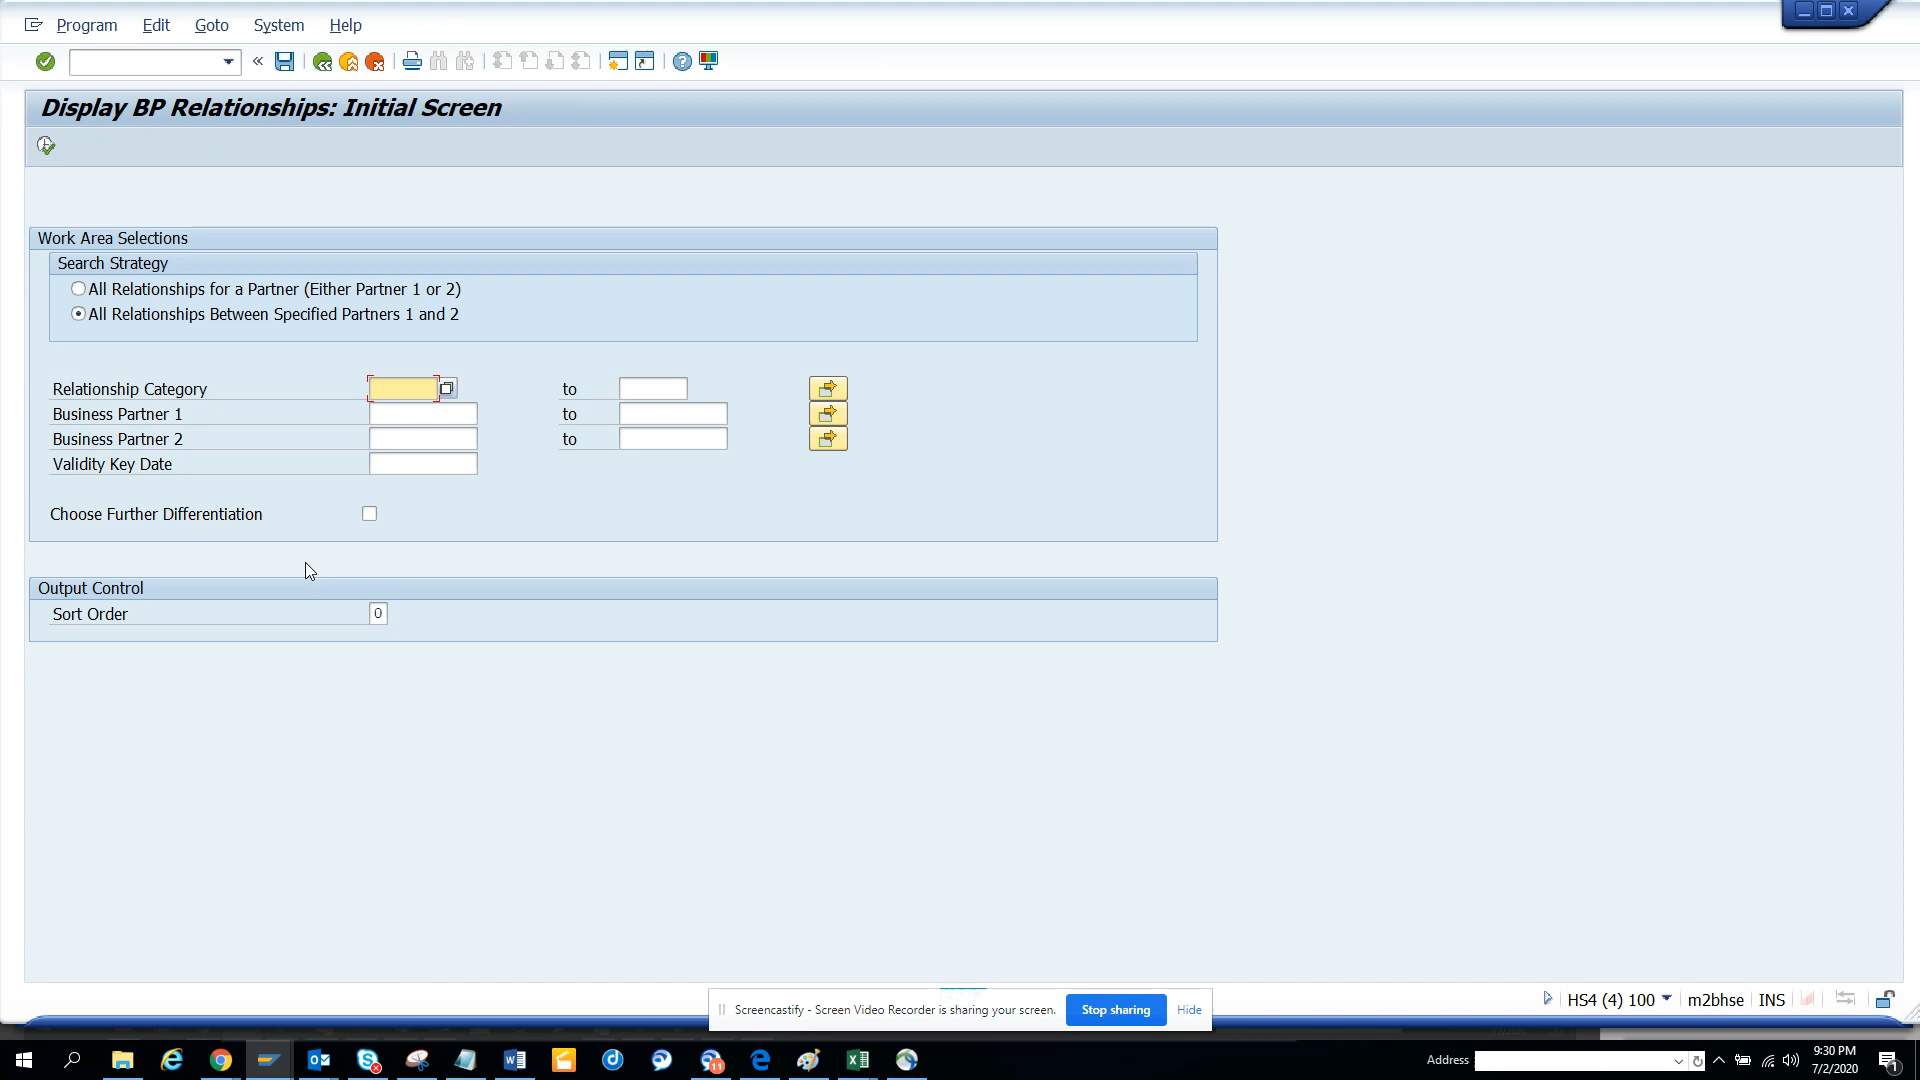 Program Edit Goto System Help
Display BP Relationships: Initial Screen
Work Area Selections
Search Strategy
All Relationships for a Partner (Either Partner 1 or 2)
All Relationships Between Specified Partners 1 and 2
Relationship Category to
Business Partner 1 to
Business Partner 2 to
Validity Key Date
Choose Further Differentiation
Output Control
Sort Order 0
HS4 (4) 100 m2bhse INS
Screencastify - Screen Video Recorder is sharing your screen. Stop sharing Hide
11
Address
9:30 PM
7/2/2020
1